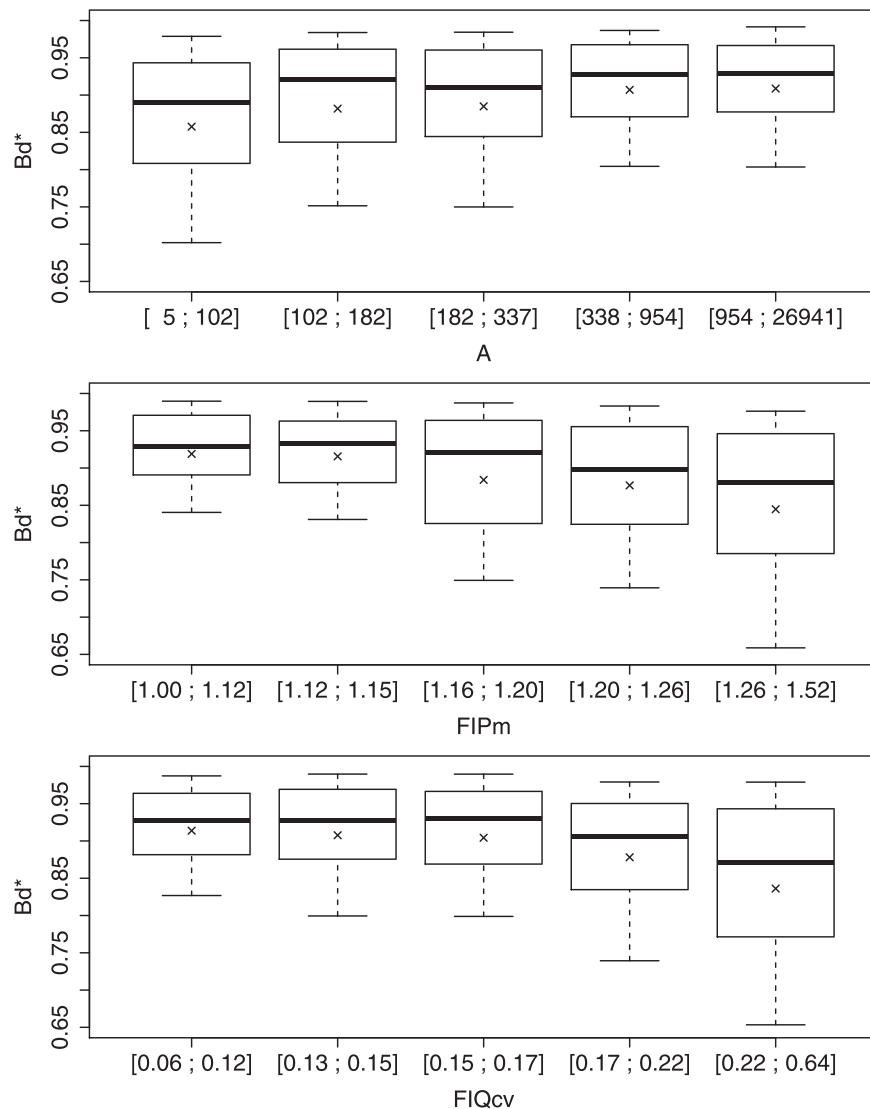 Bd*
0.95
0.85
0.75
0.65
[ 5 ; 102] [102 ; 182] [182 ; 337] [338 ; 954] [954 ; 26941]
A
Bd*
0.95
0.85
0.75
0.65
[1.00 ; 1.12] [1.12 ; 1.15] [1.16 ; 1.20] [1.20 ; 1.26] [1.26 ; 1.52]
FIPm
Bd*
0.95
0.85
0.75
0.65
[0.06 ; 0.12] [0.13 ; 0.15] [0.15 ; 0.17] [0.17 ; 0.22] [0.22 ; 0.64]
FIQcv